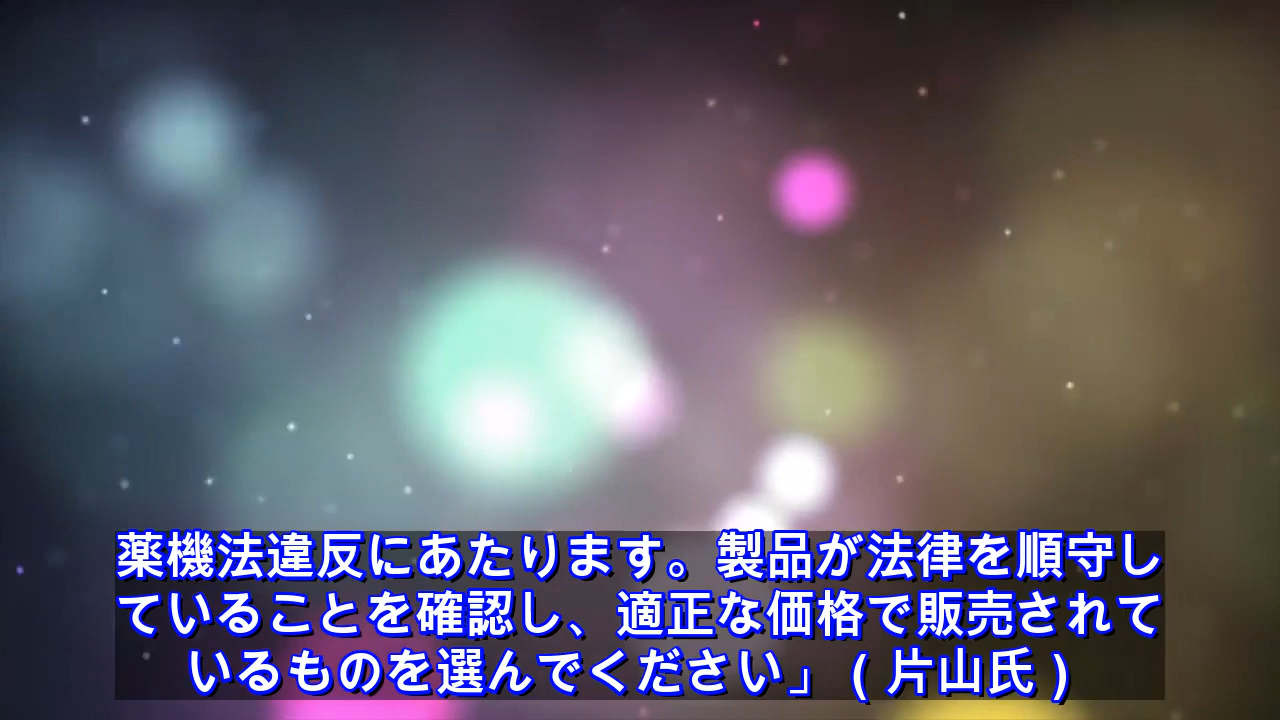 薬機法違反にあたります。製品が法律を順守し
ていることを確認し、適正な価格で販売されて
いるものを選んでください」(片山氏)